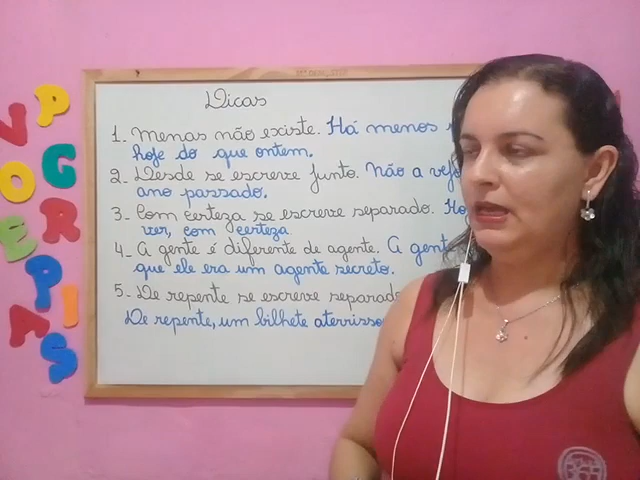 Dicas
1- Menas não existe. Há menos
hoje do que ontem.
2- Desde se escreve junto. Não a vejo
ano passado.
3- Com certeza se escreve separado.
ver, com certeza
4- A gente é diferente de agente. A gente
que ele era um agente secreto.
5- De repente se escreve separado
De repente, um bilhete aterrisso
V
P
O
G
E
R
P
I
A
S